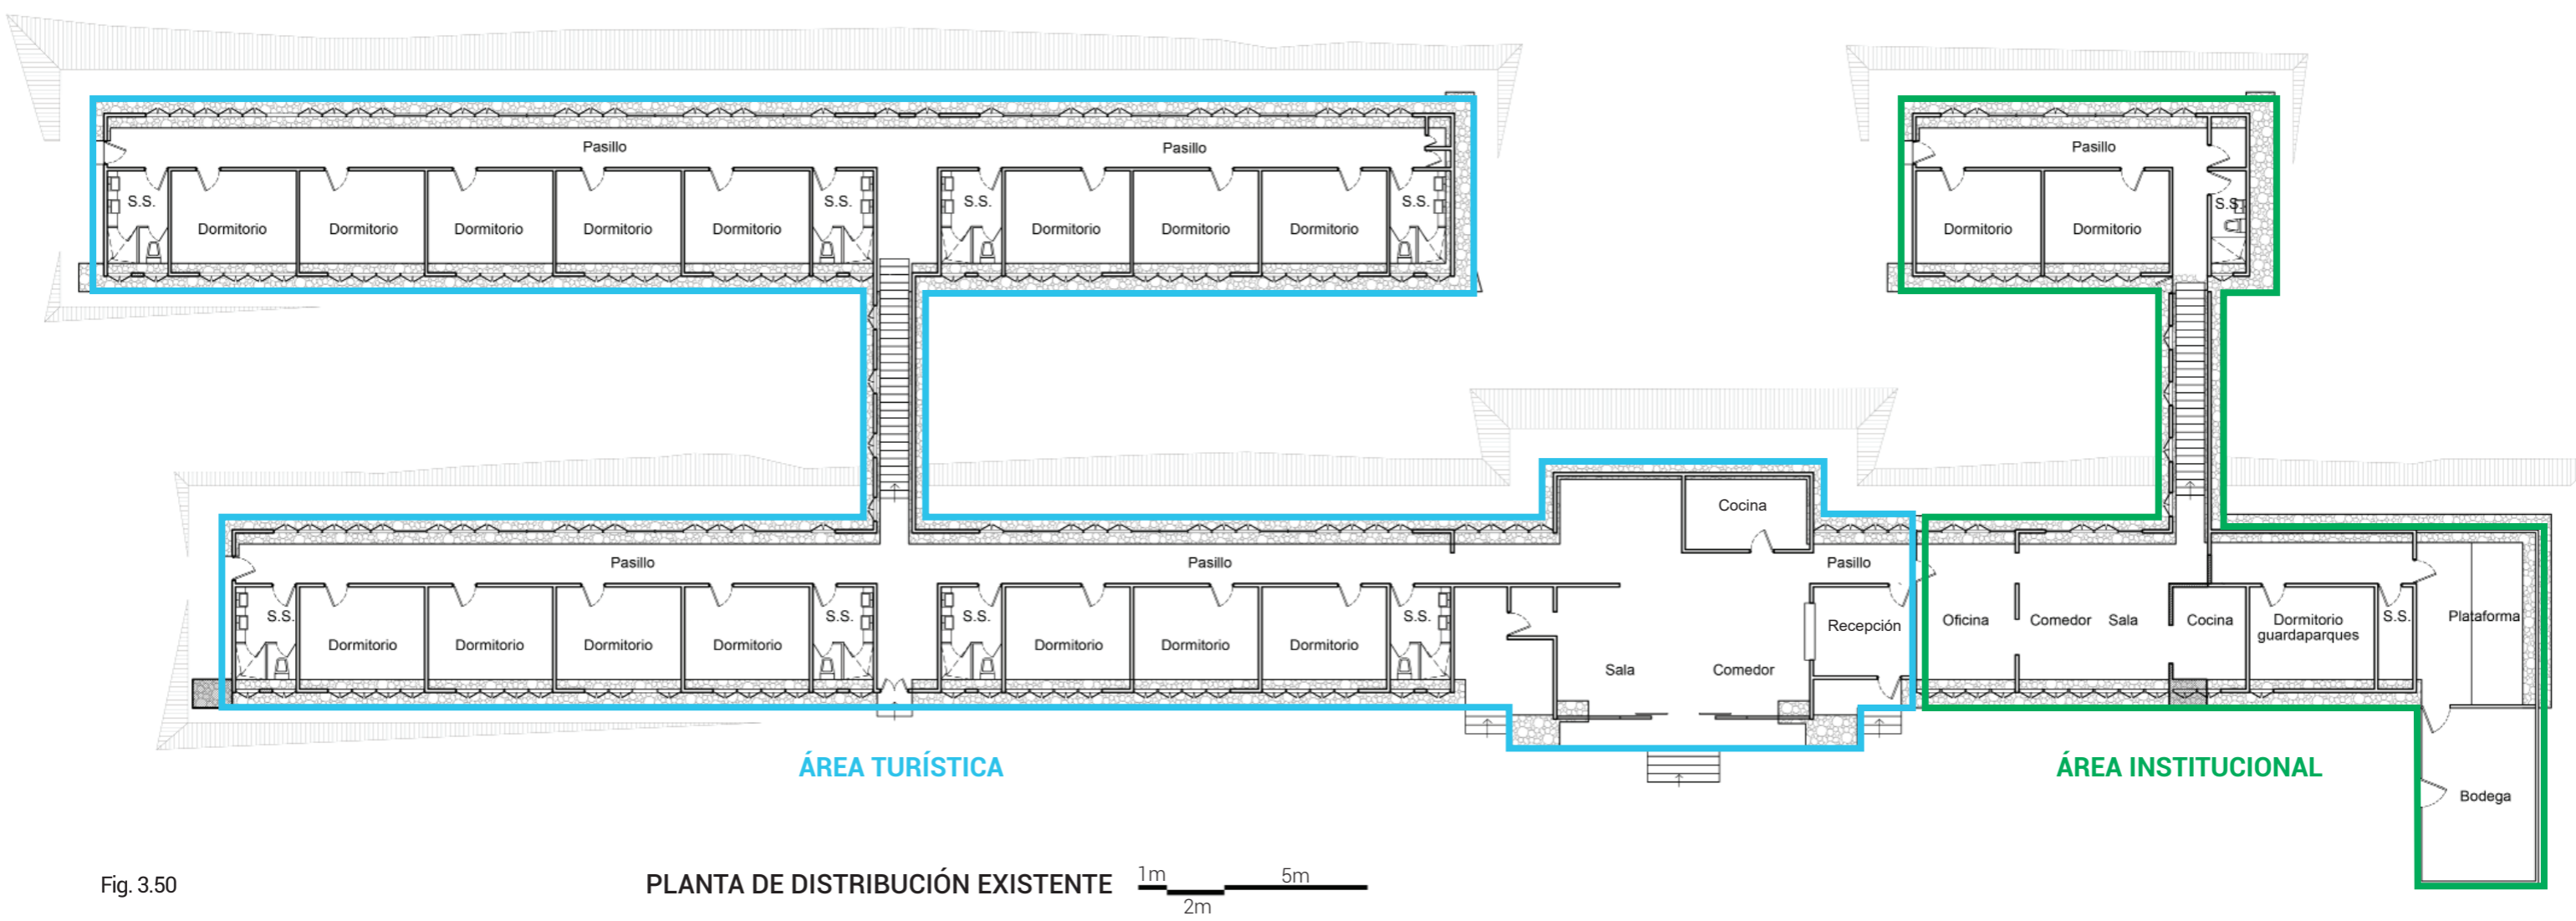 Pasillo
Pasillo
Pasillo
S.S.
S.S.
S.S.
S.S.
S.S.
Dormitorio
Dormitorio
Dormitorio
Dormitorio
Dormitorio
Dormitorio
Dormitorio
Dormitorio
Dormitorio
Dormitorio
Cocina
Pasillo
Pasillo
Pasillo
S.S.
S.S.
S.S.
S.S.
S.S.
Dormitorio
Dormitorio
Dormitorio
Dormitorio
Dormitorio
Dormitorio
Dormitorio
Sala
Comedor
Recepción
Oficina
Comedor
Sala
Cocina
Dormitorio
guardaparques
Plataforma
ÁREA TURÍSTICA
ÁREA INSTITUCIONAL
Bodega
Fig. 3.50
PLANTA DE DISTRIBUCIÓN EXISTENTE
1m
5m
2m